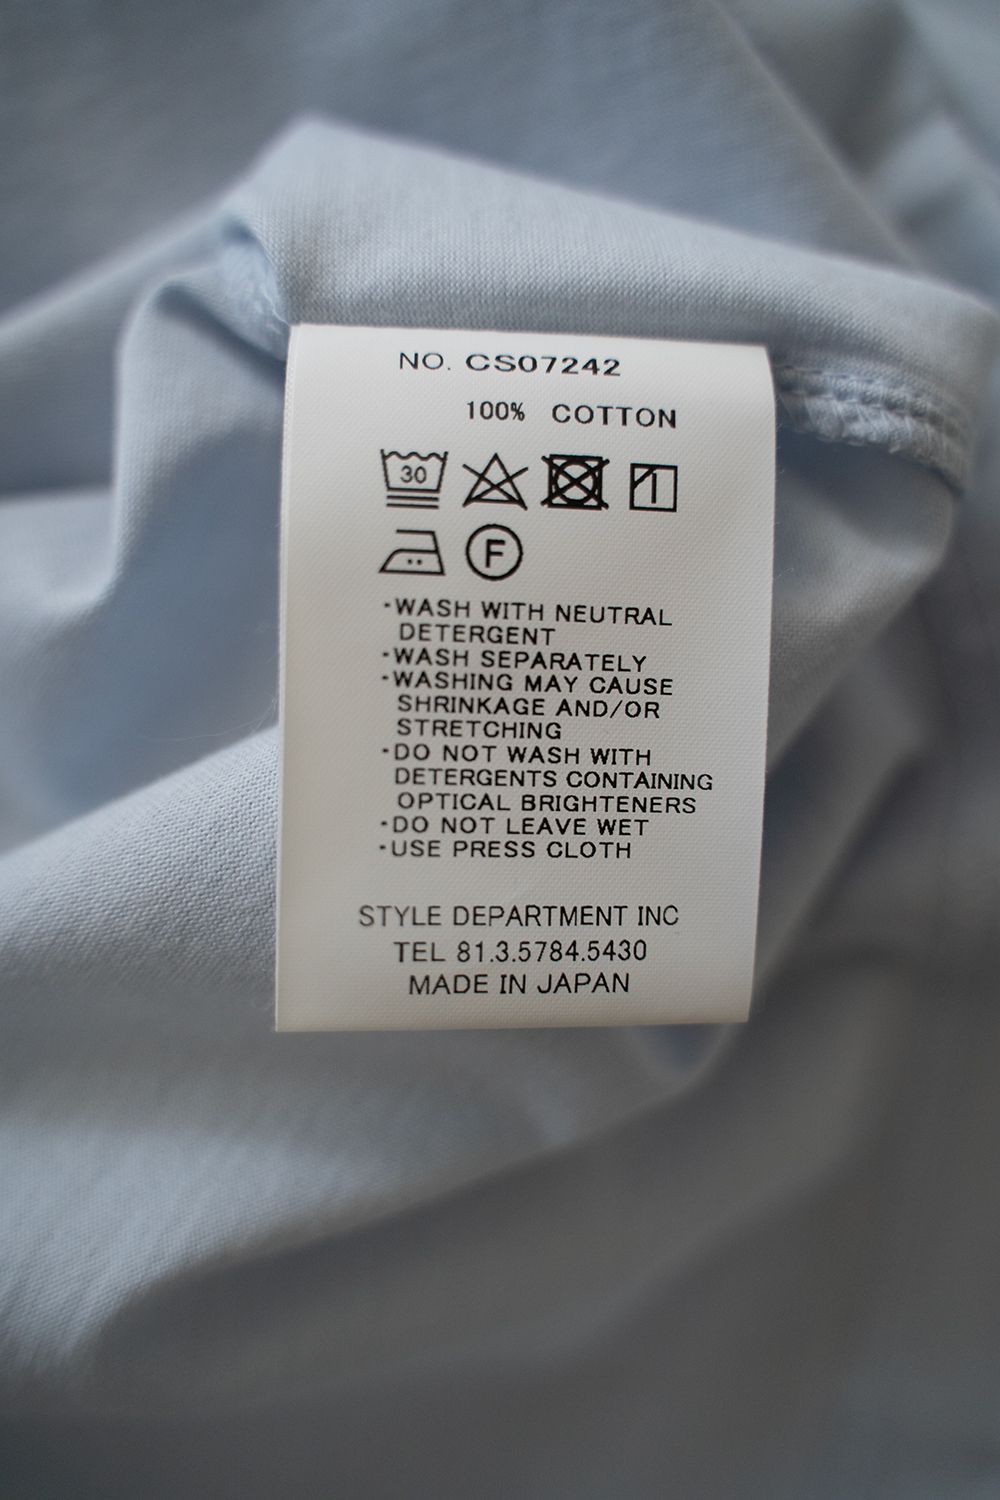 NO. CS07242
100% COTTON
30
F
·WASH WITH NEUTRAL
DETERGENT
·WASH SEPARATELY
·WASHING MAY CAUSE
SHRINKAGE AND/OR
STRETCHING
·DO NOT WASH WITH
DETERGENTS CONTAINING
OPTICAL BRIGHTENERS
·DO NOT LEAVE WET
·USE PRESS CLOTH
STYLE DEPARTMENT INC
TEL 81.3.5784.5430
MADE IN JAPAN